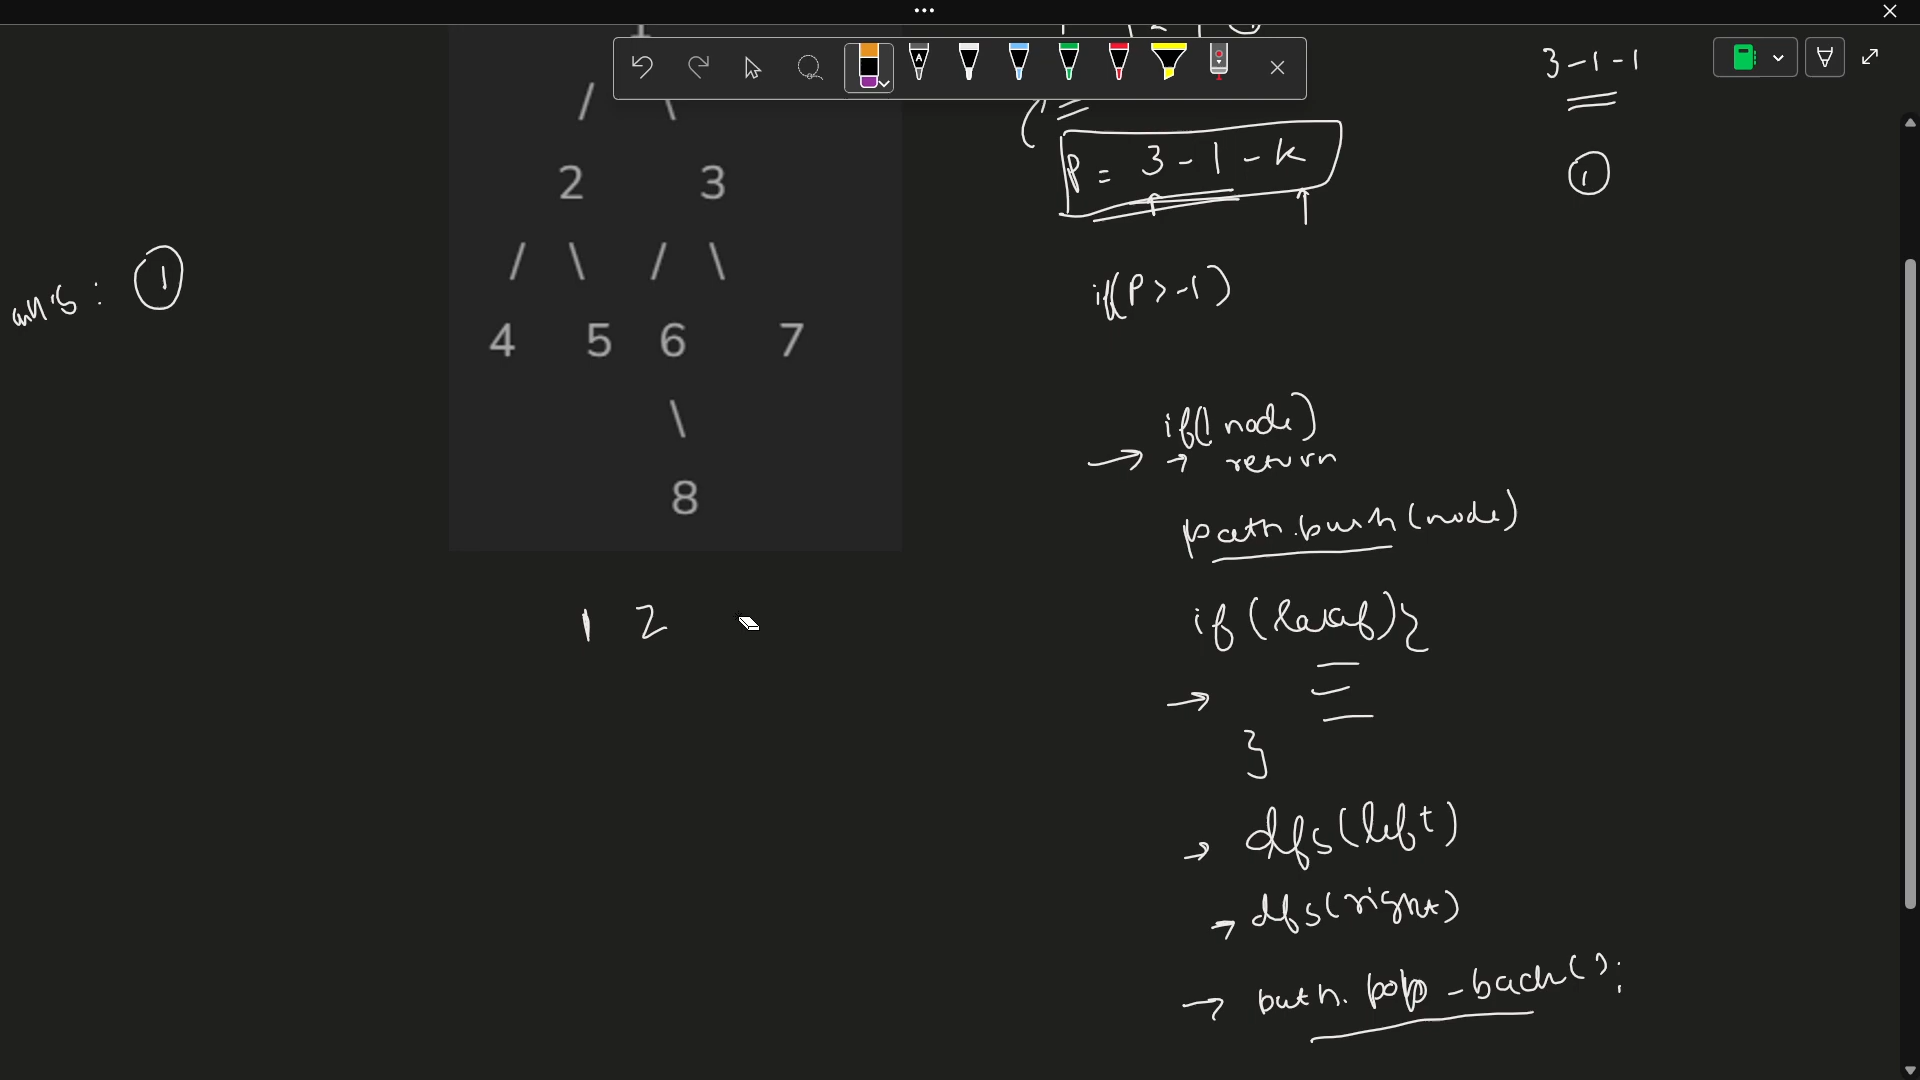 1
/ \
2 3
/ \ / \
4 5 6 7
\
8
1 2
ans : 1
3-1-1
1
P = 3-1-k
if(P>-1)
if(! node)
→ return
path.push(node)
if(leaf){
}
→ dfs(left)
→ dfs(right)
→ path.pop_back();